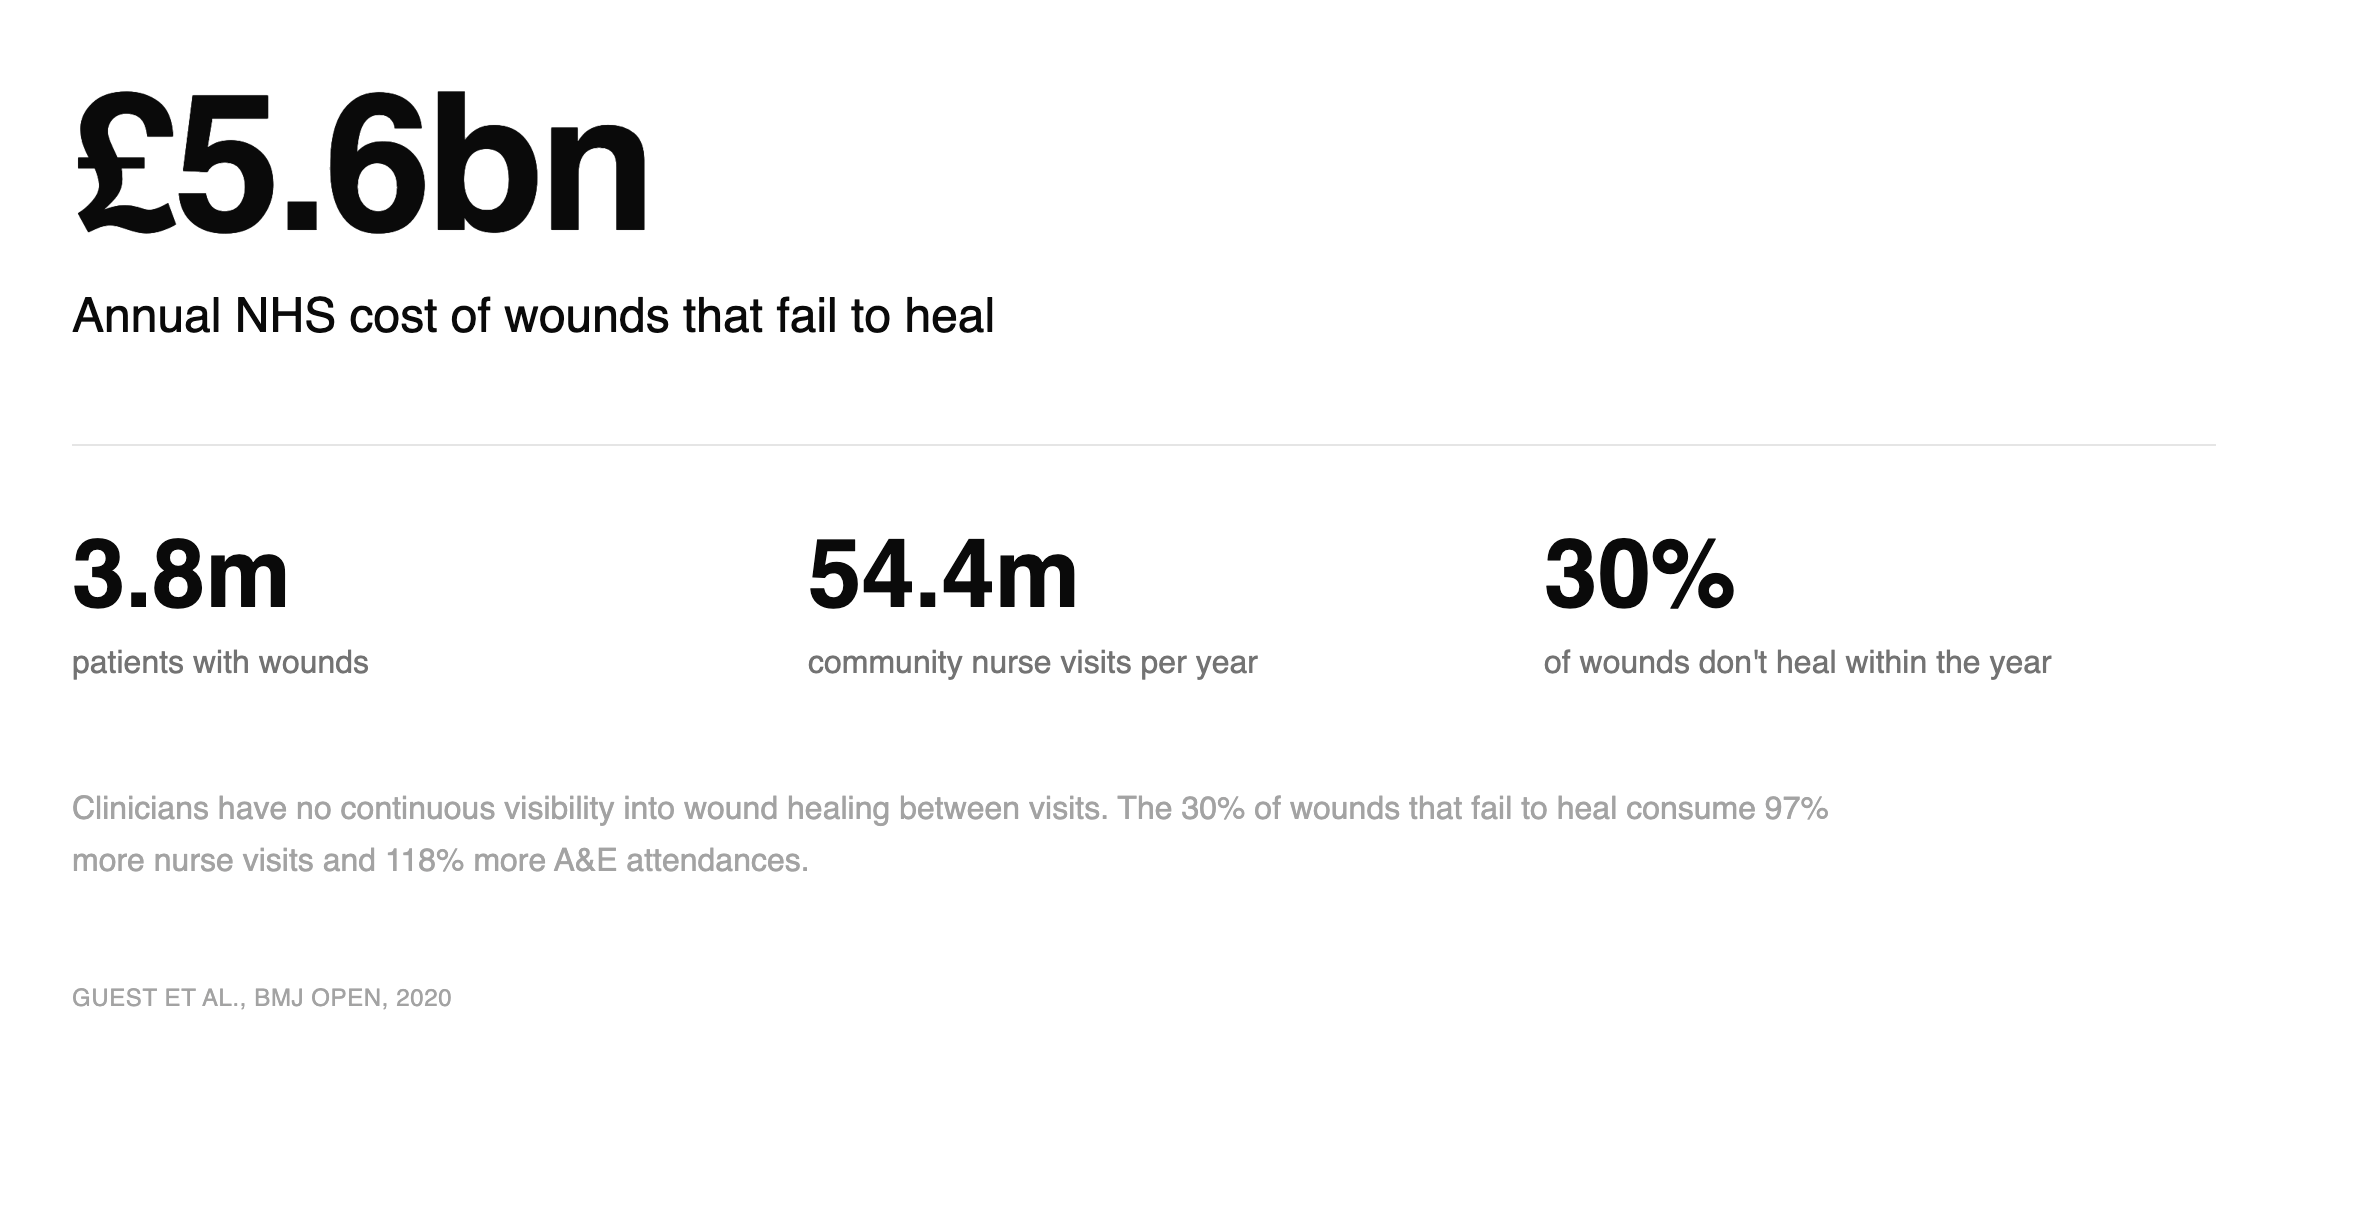 £5.6bn
Annual NHS cost of wounds that fail to heal
3.8m
patients with wounds
54.4m
community nurse visits per year
30%
of wounds don't heal within the year
Clinicians have no continuous visibility into wound healing between visits. The 30% of wounds that fail to heal consume 97%
more nurse visits and 118% more A&E attendances.
GUEST ET AL., BMJ OPEN, 2020